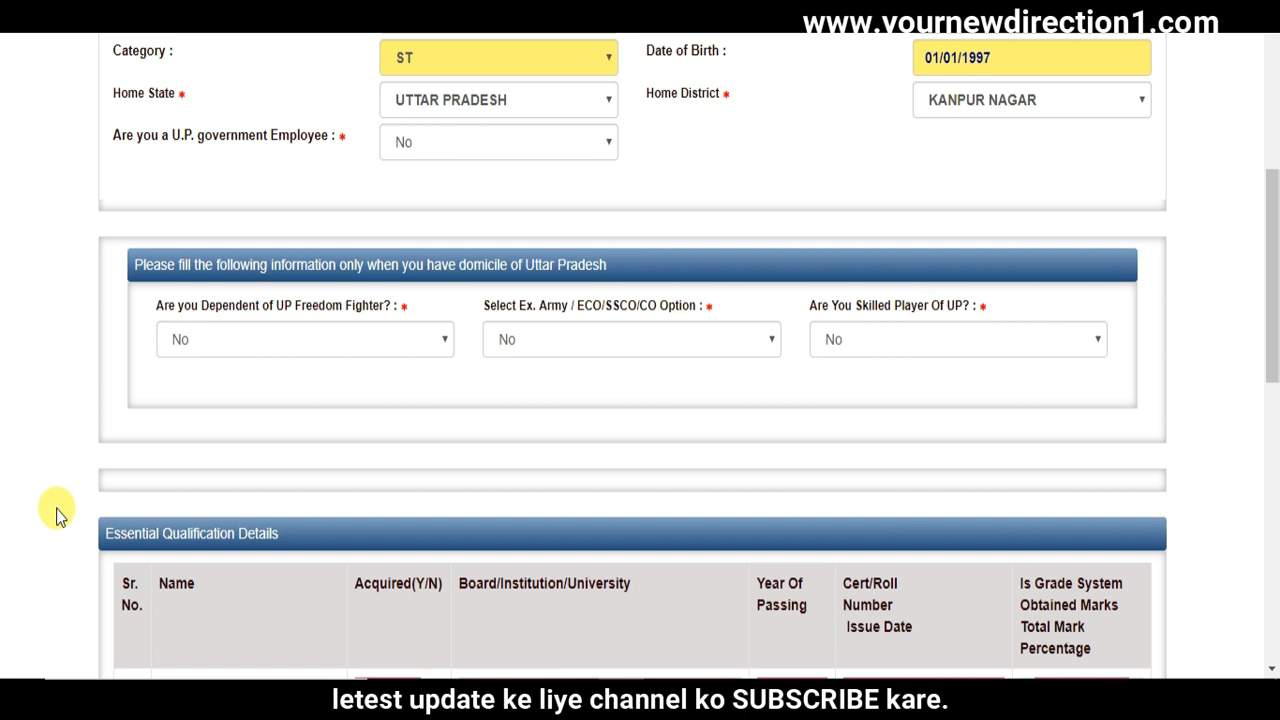 www.yournewdirection1.com
Category : ST Date of Birth : 01/01/1997
Home State * UTTAR PRADESH Home District * KANPUR NAGAR
Are you a U.P. government Employee : * No
Please fill the following information only when you have domicile of Uttar Pradesh
Are you Dependent of UP Freedom Fighter? : * Select Ex. Army / ECO/SSCO/CO Option : * Are You Skilled Player Of UP? : *
No No No
Essential Qualification Details
Sr. Name Acquired(Y/N) Board/Institution/University Year Of Cert/Roll Is Grade System
No. Passing Number Obtained Marks
Issue Date Total Mark
Percentage
letest update ke liye channel ko SUBSCRIBE kare.